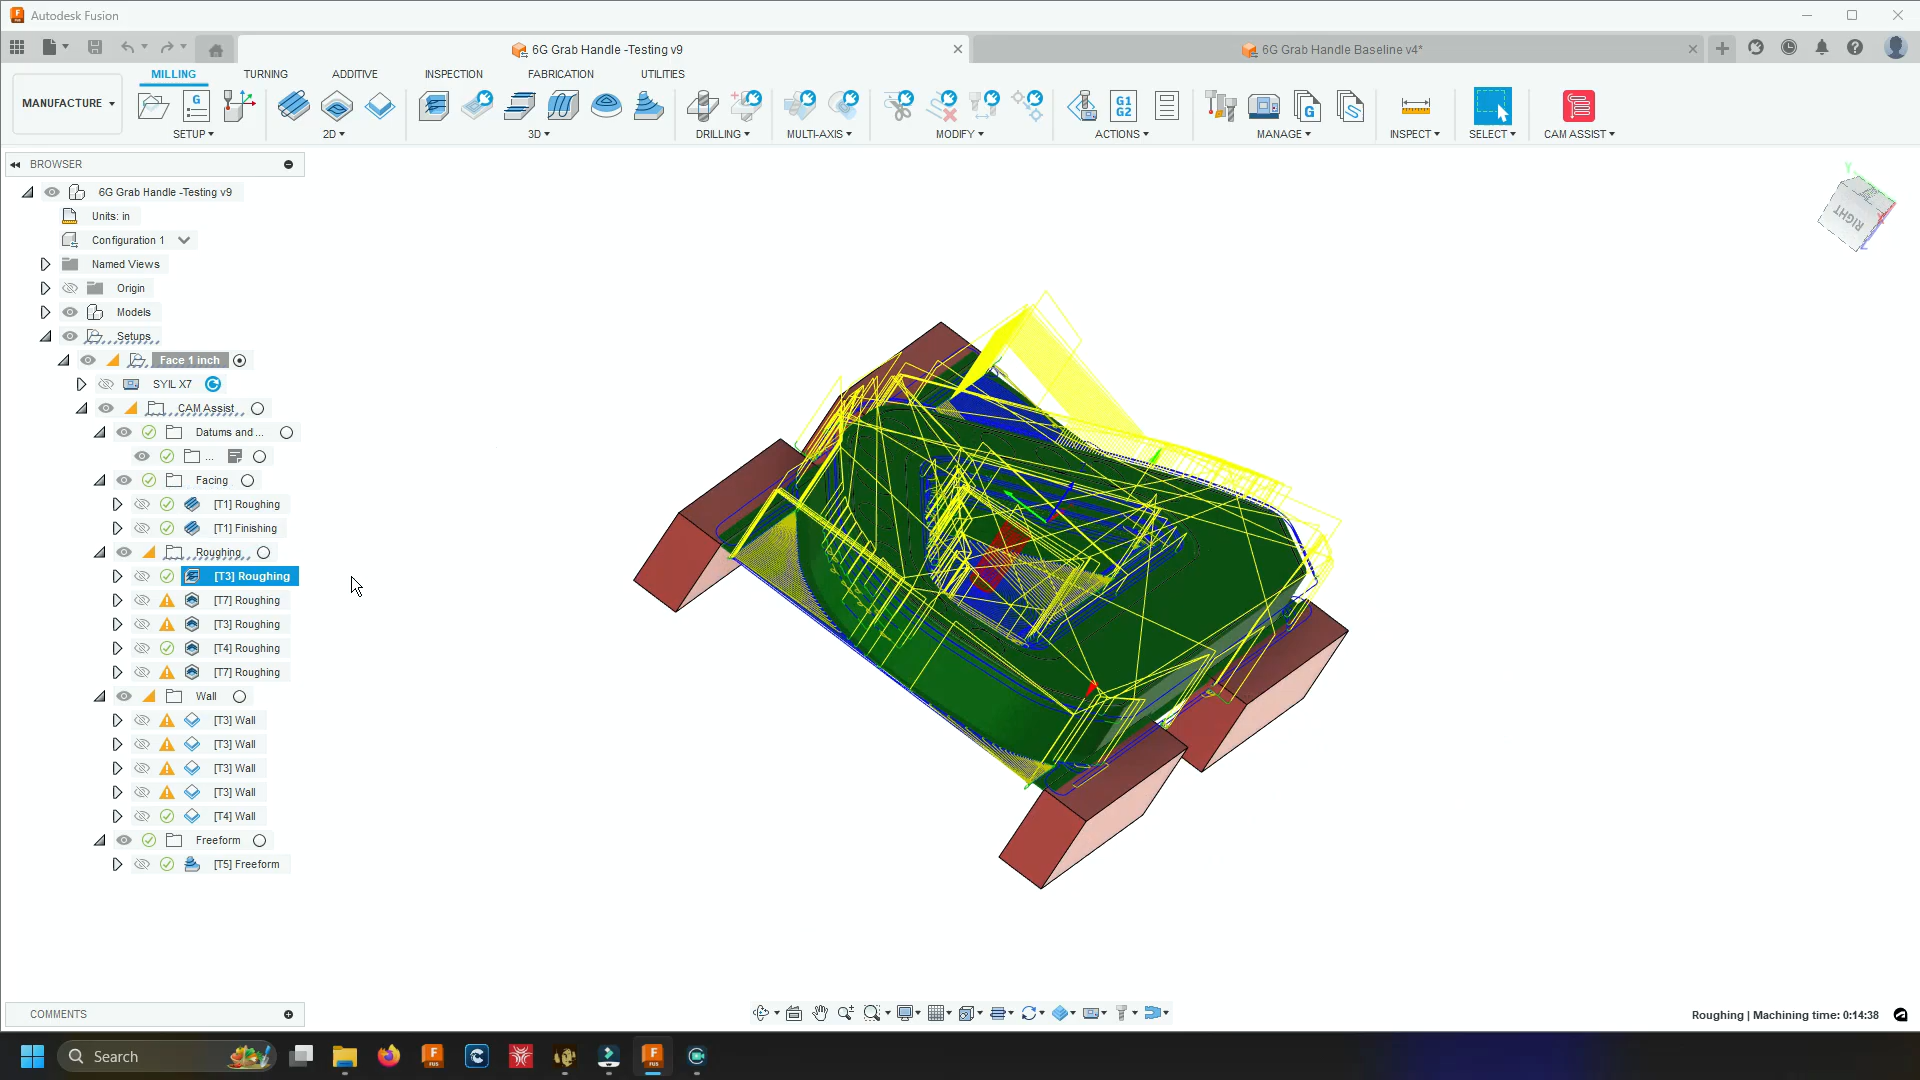 Autodesk Fusion
6G Grab Handle -Testing v9
6G Grab Handle Baseline v4*
MANUFACTURE
MILLING
TURNING
ADDITIVE
INSPECTION
FABRICATION
UTILITIES
G
G1
G2
G
SETUP
2D
3D
DRILLING
MULTI-AXIS
MODIFY
ACTIONS
MANAGE
INSPECT
SELECT
CAM ASSIST
BROWSER
6G Grab Handle -Testing v9
Units: in
Configuration 1
Named Views
Origin
Models
Setups
Face 1 inch
SYIL X7
CAM Assist
Datums and ...
...
Facing
[T1] Roughing
[T1] Finishing
Roughing
[T3] Roughing
[T7] Roughing
[T3] Roughing
[T4] Roughing
[T7] Roughing
Wall
[T3] Wall
[T3] Wall
[T3] Wall
[T3] Wall
[T4] Wall
Freeform
[T5] Freeform
Y
RIGHT
X
Z
COMMENTS
Roughing | Machining time: 0:14:38
Search
F
FUS
F
FUS